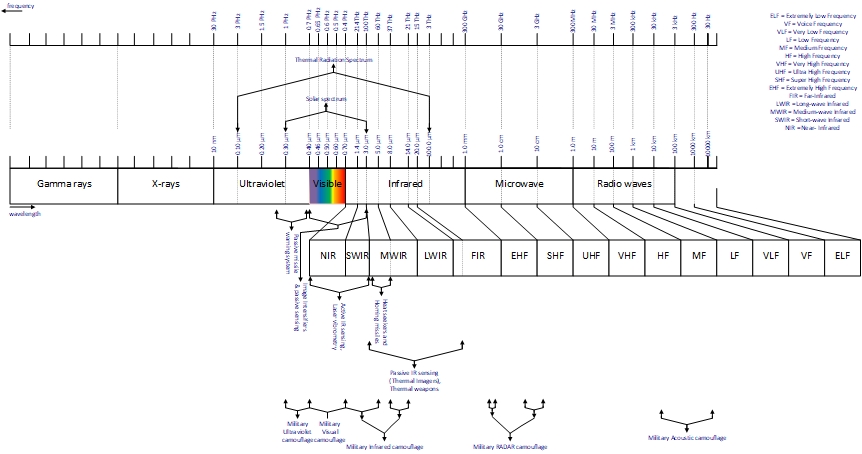 frequency
30 PHz
3 PHz
1.5 PHz
1 PHz
0.7 PHz
0.65 PHz
0.6 PHz
0.5 PHz
0.4 PHz
214THz
100THz
60 THz
37 THz
21 THz
15 THz
3 THz
300 GHz
30 GHz
3 GHz
300MHz
30 MHz
3 MHz
300 kHz
30 kHz
3 kHz
300 Hz
30 Hz
ELF = Extremely Low Frequency
VF = Voice Frequency
VLF = Very Low Frequency
LF = Low Frequency
MF = Medium Frequency
HF = High Frequency
VHF = Very High Frequency
UHF = Ultra High Frequency
SHF = Super High Frequency
EHF = Extremely High Frequency
FIR = Far-Infrared
LWIR = Long-wave Infrared
MWIR = Medium-wave Infrared
SWIR = Short-wave Infrared
NIR = Near- Infrared
Thermal Radiation Spectrum
Solar spectrum
10 nm
0.10 µm
0.20 µm
0.30 µm
0.40 µm
0.46 µm
0.50 µm
0.60 µm
0.70 µm
1.4 µm
3.0 µm
5.0 µm
8.0 µm
14.0 µm
20.0 µm
100.0 µm
1.0 mm
1.0 cm
10 cm
1.0 m
10 m
100 m
1 km
10 km
100 km
1000 km
10000 km
Gamma rays
X-rays
Ultraviolet
Visible
Infrared
Microwave
Radio waves
wavelength
NIR
SWIR
MWIR
LWIR
FIR
EHF
SHF
UHF
VHF
HF
MF
LF
VLF
VF
ELF
Passive missile
warning system
Image intensifiers
& passive sensing
Active IR sensing,
Laser vibrometry
Heat seekers and
Homing missiles
Passive IR sensing
(Thermal Imagers),
Thermal weapons
Military
Ultraviolet
camouflage
Military
Visual
camouflage
Military Infrared camouflage
Military RADAR camouflage
Military Acoustic camouflage